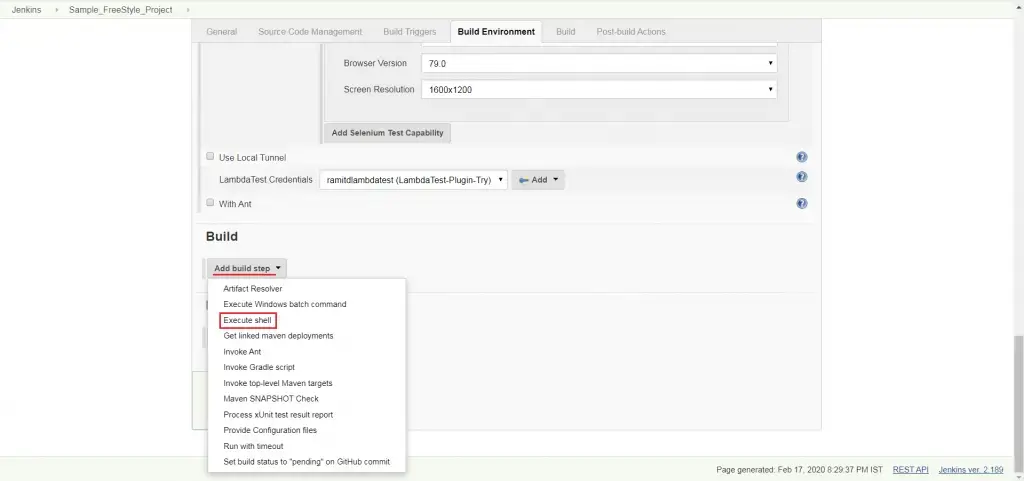 Jenkins Sample_FreeStyle_Project
General Source Code Management Build Triggers Build Environment Build Post-build Actions
Browser Version 79.0
Screen Resolution 1600x1200
Add Selenium Test Capability
Use Local Tunnel
LambdaTest Credentials ramitdlambdatest (LambdaTest-Plugin-Try) Add
With Ant
Build
Add build step
Artifact Resolver
Execute Windows batch command
Execute shell
Get linked maven deployments
Invoke Ant
Invoke Gradle script
Invoke top-level Maven targets
Maven SNAPSHOT Check
Process xUnit test result report
Provide Configuration files
Run with timeout
Set build status to "pending" on GitHub commit
Page generated: Feb 17, 2020 8:29:37 PM IST REST API Jenkins ver. 2.189